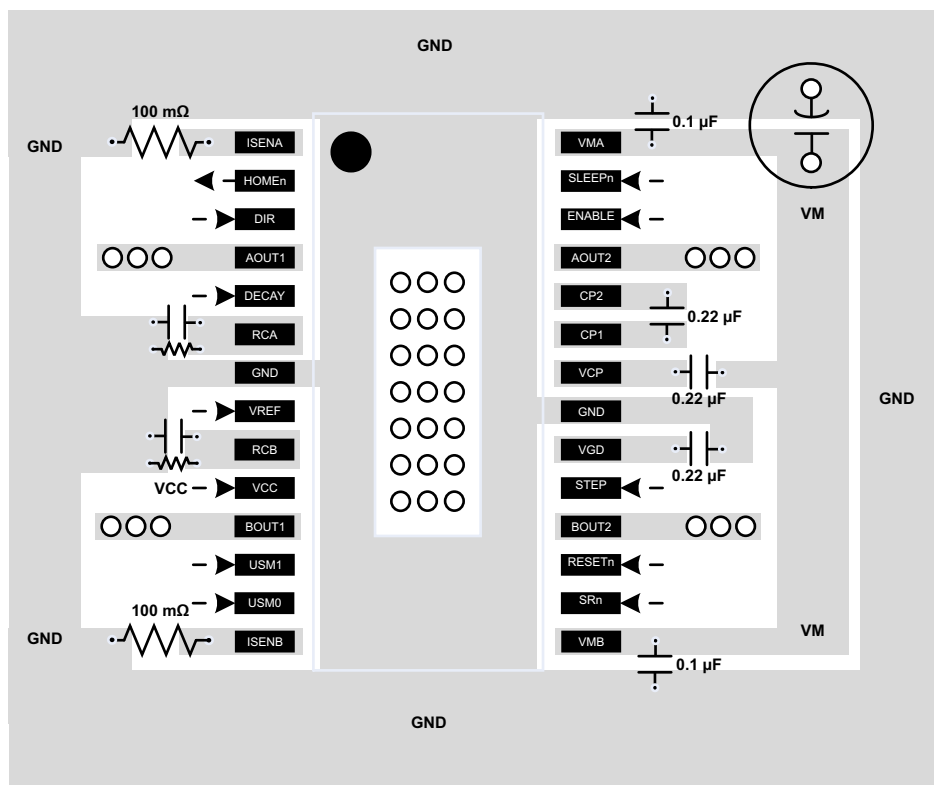 GND
100 mΩ
0.1 µF
GND
ISENA
VMA
HOMEn
SLEEPn
DIR
ENABLE
VM
AOUT1
AOUT2
DECAY
CP2
0.22 µF
RCA
CP1
GND
VCP
0.22 µF
GND
VREF
GND
RCB
VGD
0.22 µF
VCC
VCC
STEP
BOUT1
BOUT2
USM1
RESETn
USM0
SRn
100 mΩ
VM
GND
ISENB
VMB
0.1 µF
GND